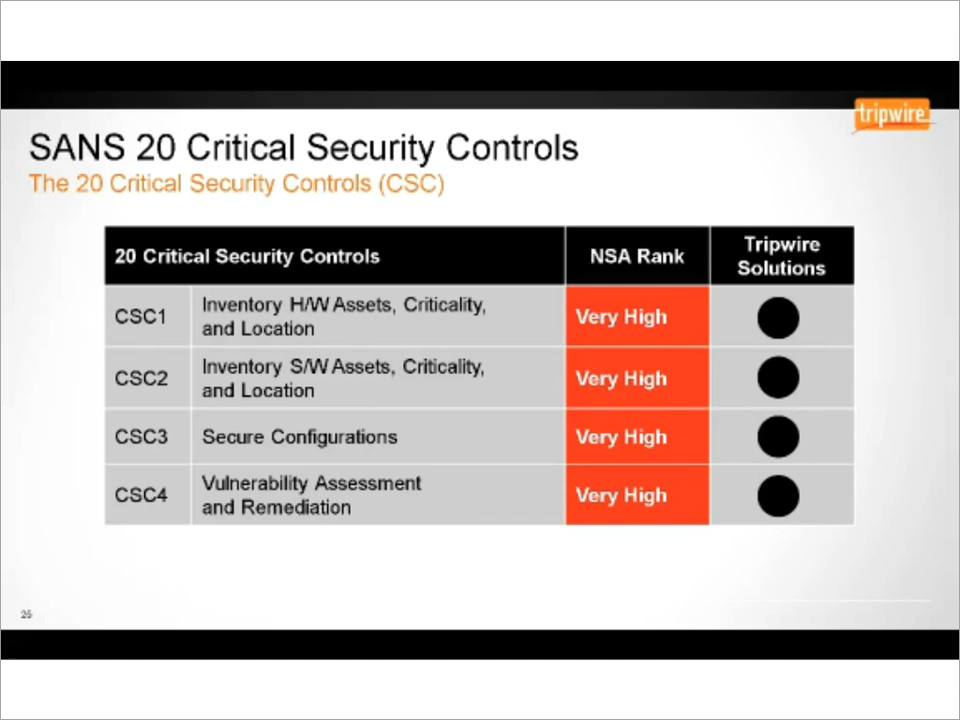 tripwire
SANS 20 Critical Security Controls
The 20 Critical Security Controls (CSC)
20 Critical Security Controls
NSA Rank
Tripwire
Solutions
CSC1
Inventory H/W Assets, Criticality,
and Location
Very High
CSC2
Inventory S/W Assets, Criticality,
and Location
Very High
CSC3
Secure Configurations
Very High
CSC4
Vulnerability Assessment
and Remediation
Very High
25